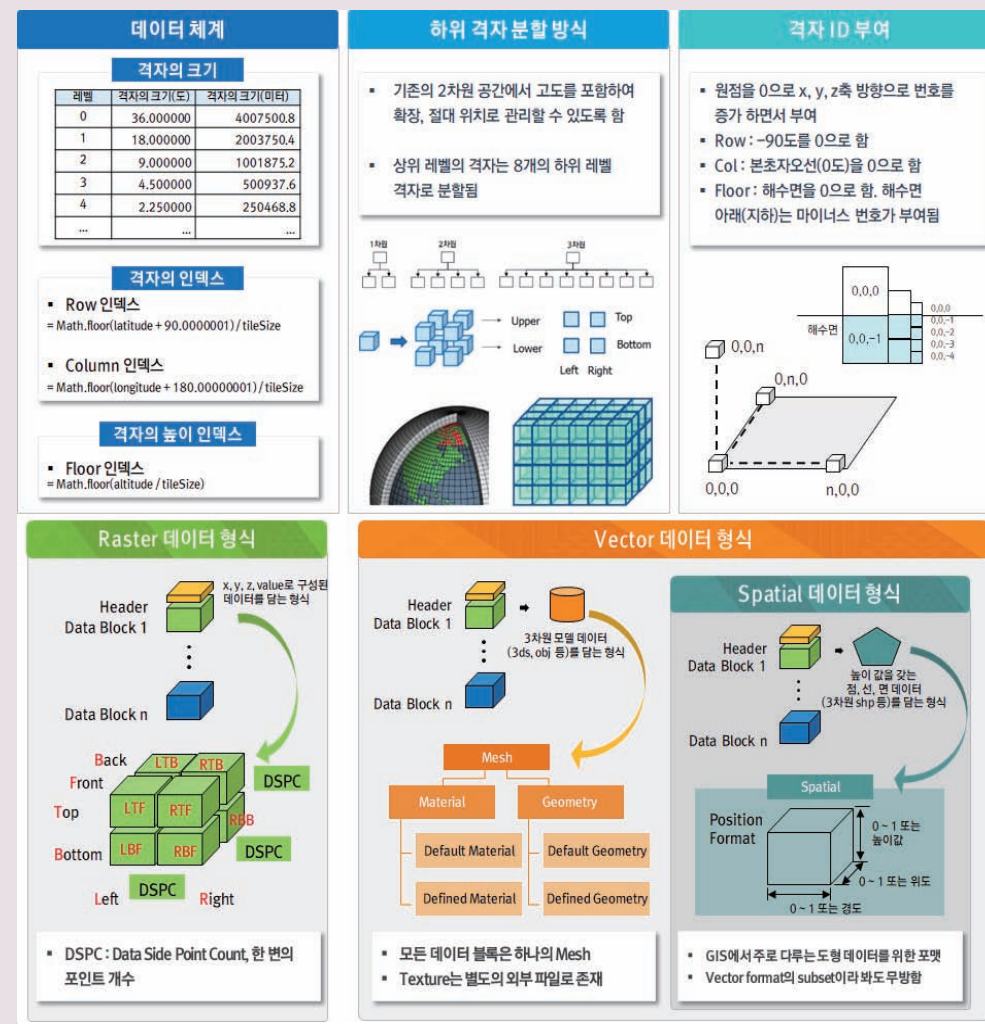 데이터 체계
격자의 크기
레벨 격자의 크기(도) 격자의 크기(미터)
0 36.000000 4007500.8
1 18.000000 2003750.4
2 9.000000 1001875.2
3 4.500000 500937.6
4 2.250000 250468.8
... ... ...
격자의 인덱스
▪ Row 인덱스
= Math.floor(latitude + 90.0000001) / tileSize
▪ Column 인덱스
= Math.floor(longitude + 180.00000001) / tileSize
격자의 높이 인덱스
▪ Floor 인덱스
= Math.floor(altitude / tileSize)
하위 격자 분할 방식
▪ 기존의 2차원 공간에서 고도를 포함하여
확장, 절대 위치로 관리할 수 있도록 함
▪ 상위 레벨의 격자는 8개의 하위 레벨
격자로 분할됨
1차원 2차원 3차원
Upper Top
Lower Bottom
Left Right
격자 ID 부여
▪ 원점을 0으로 x, y, z축 방향으로 번호를
증가 하면서 부여
▪ Row : -90도를 0으로 함
▪ Col : 본초자오선(0도)을 0으로 함
▪ Floor : 해수면을 0으로 함. 해수면
아래(지하)는 마이너스 번호가 부여됨
0,0,0
0,0,0
해수면
0,0,-1
0,0,-1
0,0,-2
0,0,-3
0,0,-4
0,0,n
0,n,0
0,0,0
n,0,0
Raster 데이터 형식
Header
Data Block 1
x, y, z, value로 구성된
데이터를 담는 형식
Data Block n
Back
Front
Top
Bottom
Left
Right
LTB RTB
LTF RTF
RBB
LBF RBF
DSPC
DSPC
DSPC
▪ DSPC : Data Side Point Count, 한 변의
포인트 개수
Vector 데이터 형식
Header
Data Block 1
3차원 모델 데이터
(3ds, obj 등)를 담는 형식
Data Block n
Mesh
Material Geometry
Default Material Default Geometry
Defined Material Defined Geometry
▪ 모든 데이터 블록은 하나의 Mesh
▪ Texture는 별도의 외부 파일로 존재
Spatial 데이터 형식
Header
Data Block 1
높이 값을 갖는
점, 선, 면 데이터
(3차원 shp 등)를 담는 형식
Data Block n
Spatial
Position
Format
0 ~ 1 또는
높이값
0 ~ 1 또는 위도
0 ~ 1 또는 경도
▪ GIS에서 주로 다루는 도형 데이터를 위한 포맷
▪ Vector format의 subset이라 봐도 무방함